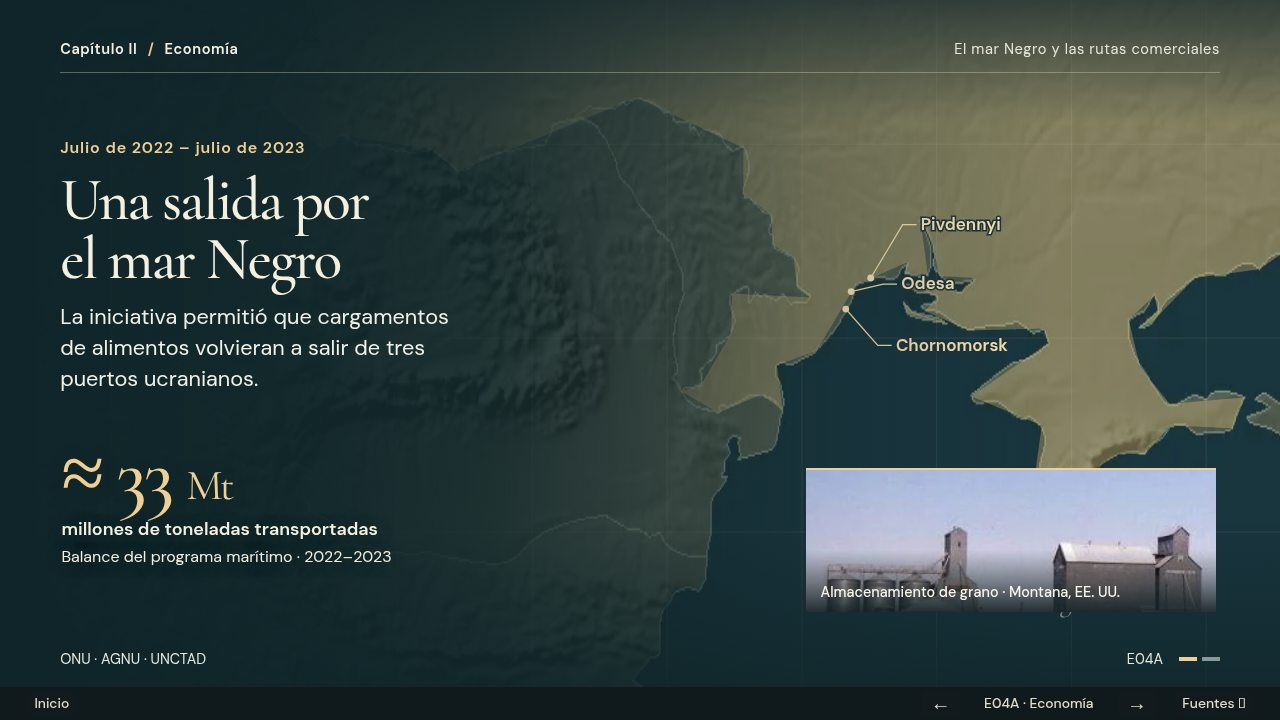 Capítulo II / Economía
El mar Negro y las rutas comerciales
Julio de 2022 – julio de 2023
Una salida por
el mar Negro
La iniciativa permitió que cargamentos
de alimentos volvieran a salir de tres
puertos ucranianos.
≈ 33 Mt
millones de toneladas transportadas
Balance del programa marítimo · 2022–2023
Pivdennyi
Odesa
Chornomorsk
Almacenamiento de grano · Montana, EE. UU.
ONU · AGNU · UNCTAD
E04A
Inicio
← E04A · Economía →
Fuentes